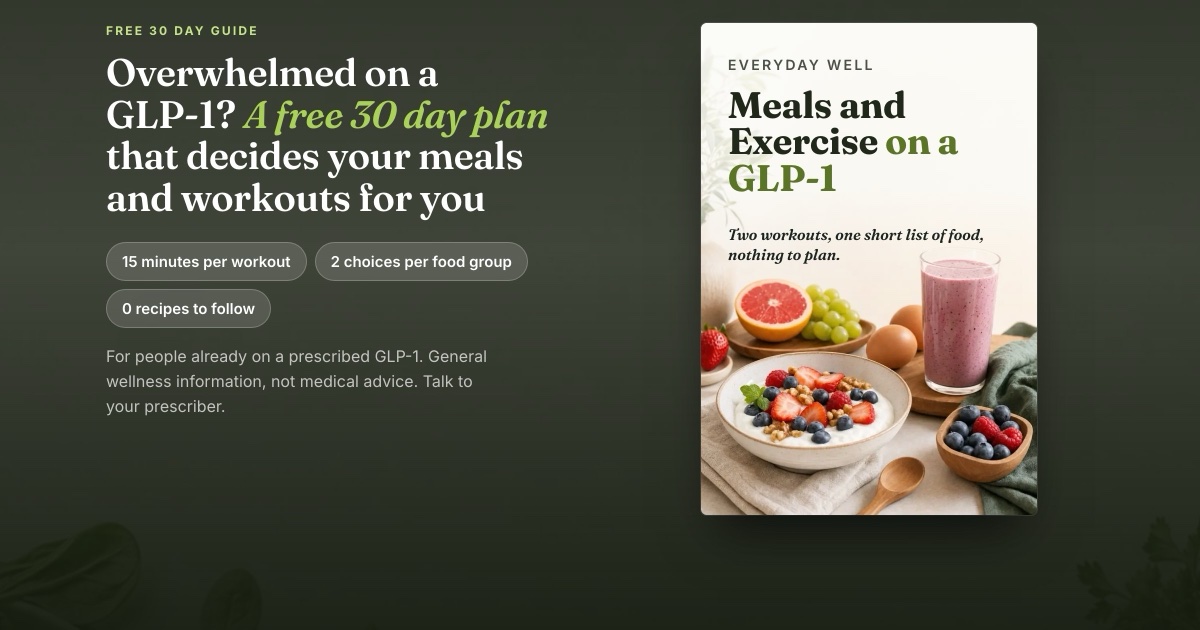 FREE 30 DAY GUIDE
Overwhelmed on a
GLP-1? A free 30 day plan
that decides your meals
and workouts for you
15 minutes per workout
2 choices per food group
0 recipes to follow
For people already on a prescribed GLP-1. General
wellness information, not medical advice. Talk to
your prescriber.
EVERYDAY WELL
Meals and
Exercise on a
GLP-1
Two workouts, one short list of food,
nothing to plan.